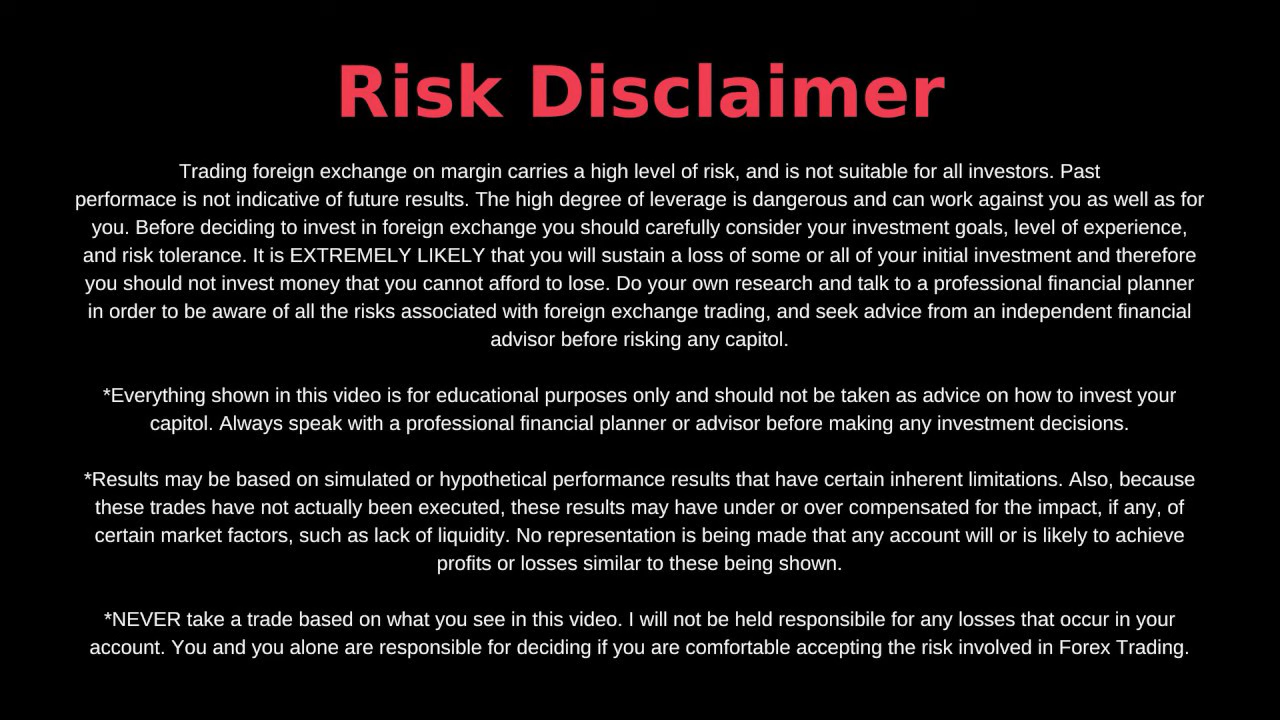 Risk Disclaimer
Trading foreign exchange on margin carries a high level of risk, and is not suitable for all investors. Past
performace is not indicative of future results. The high degree of leverage is dangerous and can work against you as well as for
you. Before deciding to invest in foreign exchange you should carefully consider your investment goals, level of experience,
and risk tolerance. It is EXTREMELY LIKELY that you will sustain a loss of some or all of your initial investment and therefore
you should not invest money that you cannot afford to lose. Do your own research and talk to a professional financial planner
in order to be aware of all the risks associated with foreign exchange trading, and seek advice from an independent financial
advisor before risking any capitol.
*Everything shown in this video is for educational purposes only and should not be taken as advice on how to invest your
capitol. Always speak with a professional financial planner or advisor before making any investment decisions.
*Results may be based on simulated or hypothetical performance results that have certain inherent limitations. Also, because
these trades have not actually been executed, these results may have under or over compensated for the impact, if any, of
certain market factors, such as lack of liquidity. No representation is being made that any account will or is likely to achieve
profits or losses similar to these being shown.
*NEVER take a trade based on what you see in this video. I will not be held responsibile for any losses that occur in your
account. You and you alone are responsible for deciding if you are comfortable accepting the risk involved in Forex Trading.